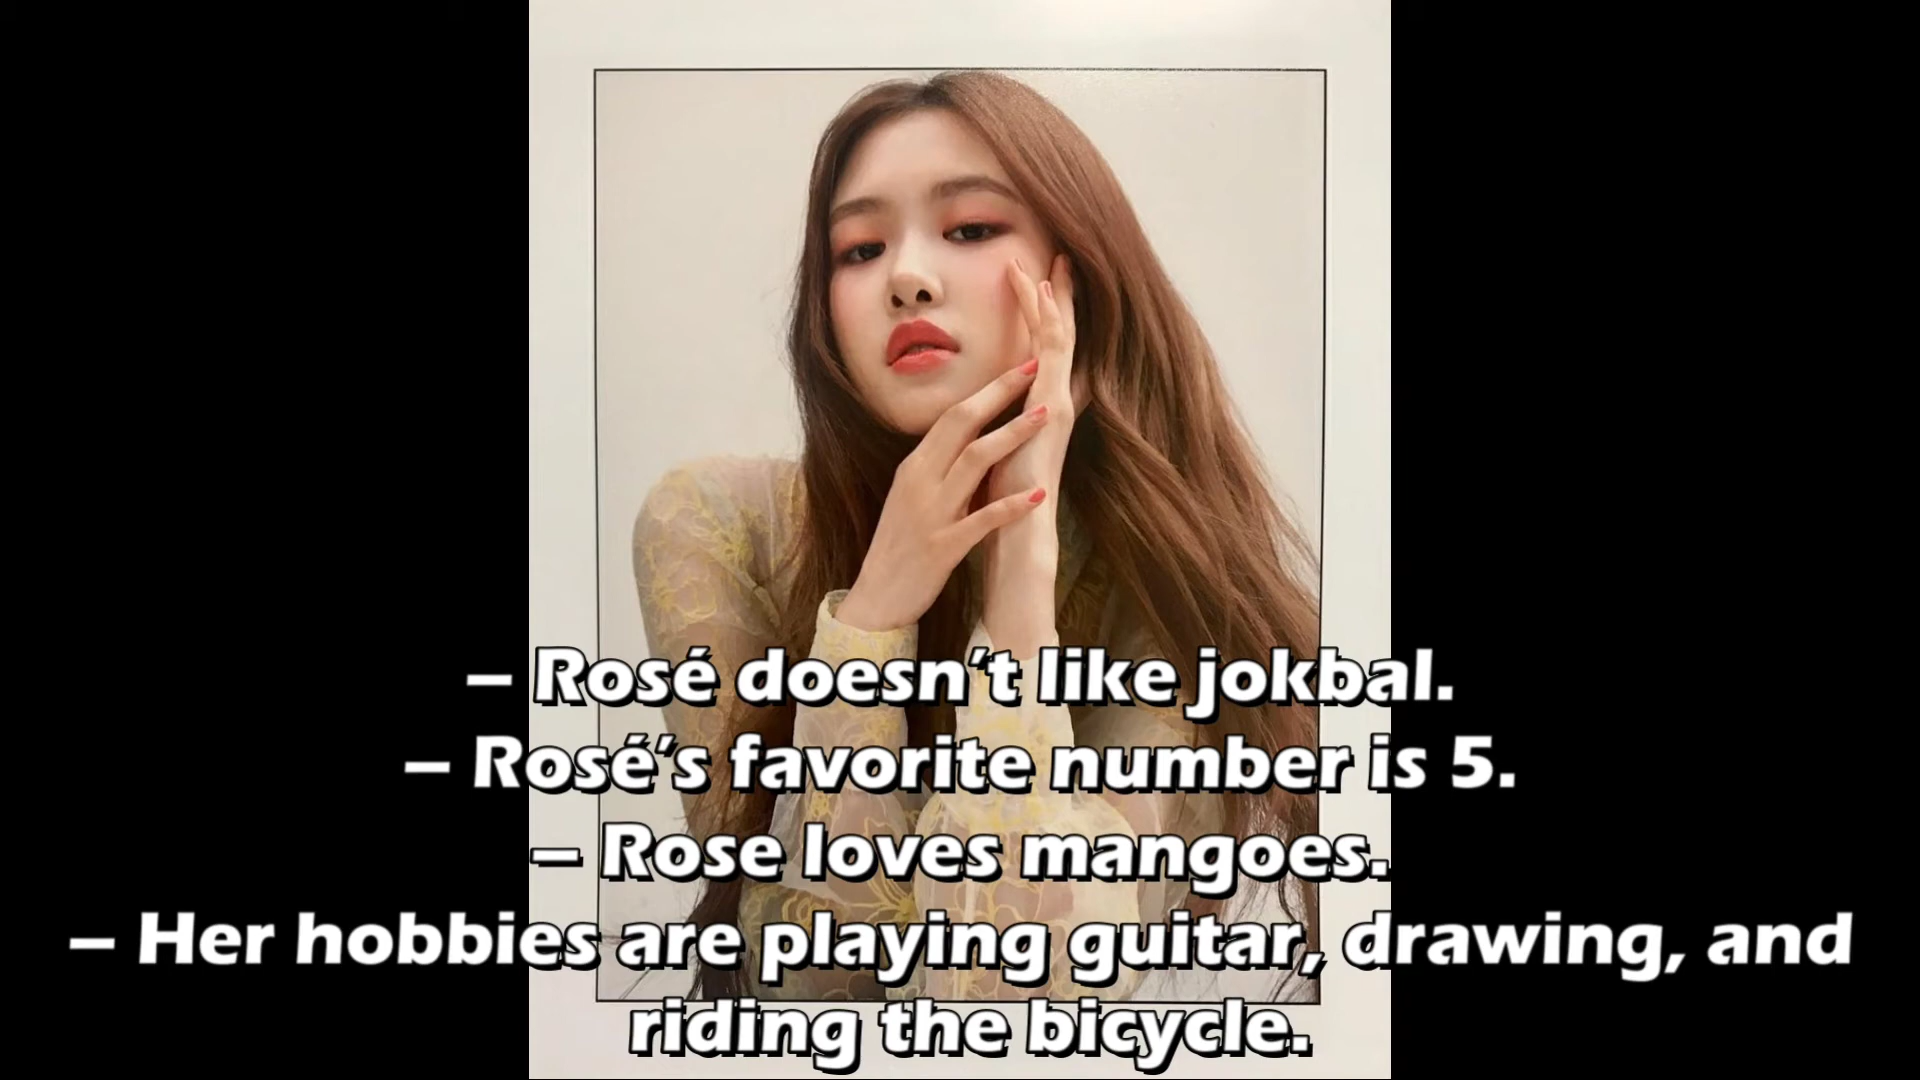 – Rosé doesn't like jokbal.
– Rosé's favorite number is 5.
– Rose loves mangoes.
– Her hobbies are playing guitar, drawing, and
riding the bicycle.